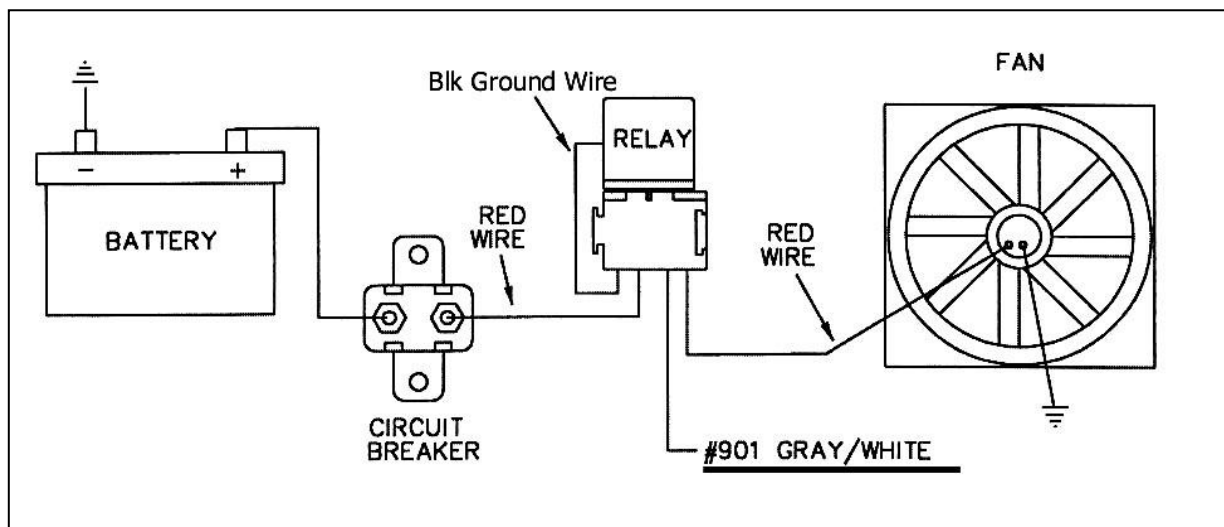 FAN
Blk Ground Wire
RELAY
-
+
BATTERY
RED
WIRE
RED
WIRE
CIRCUIT
BREAKER
#901 GRAY/WHITE